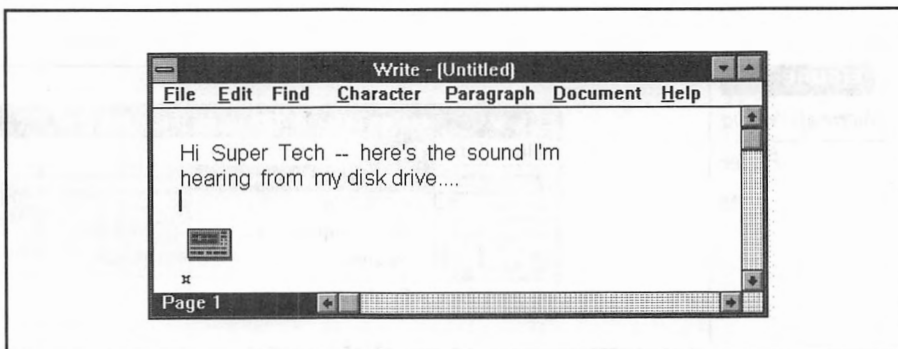 Write - (Untitled)
File Edit Find Character Paragraph Document Help
Hi Super Tech -- here's the sound I'm
hearing from my disk drive....
¤
Page 1